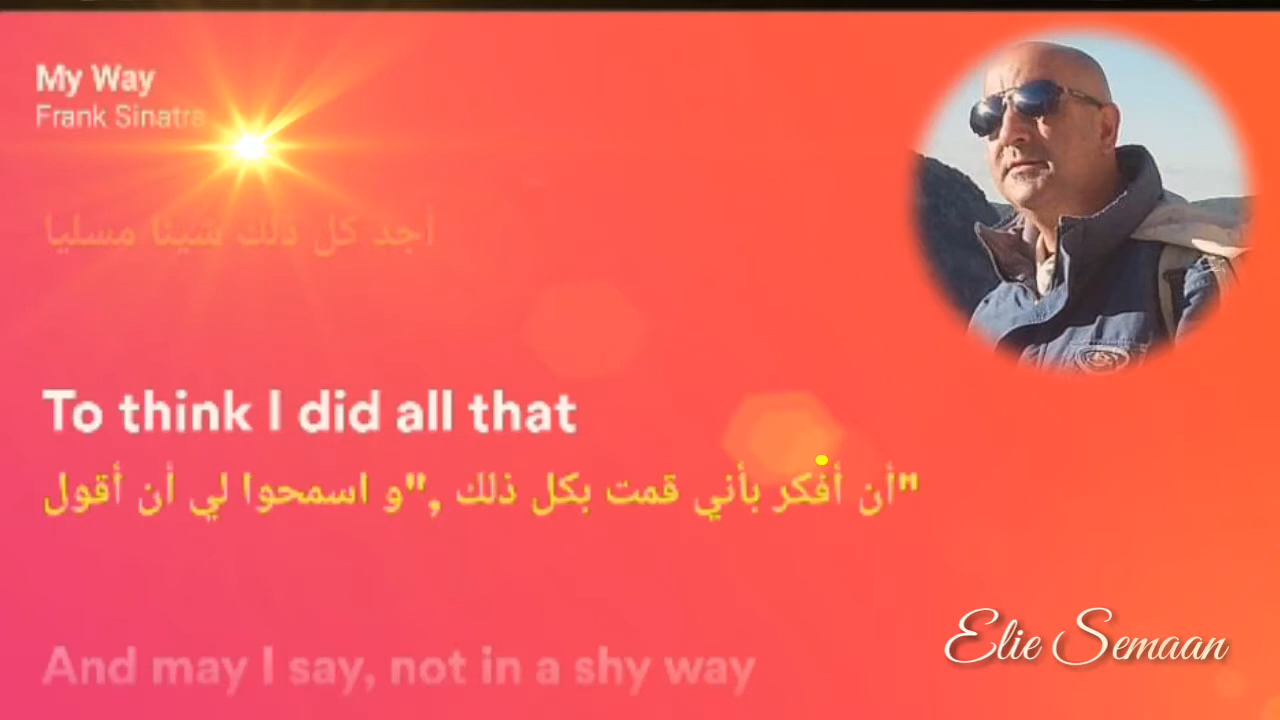 My Way
Frank Sinatra
أجد كل ذلك شيئا مسليا
To think I did all that
"أن أفكر بأني قمت بكل ذلك ,"و اسمحوا لي أن أقول
And may I say, not in a shy way
Elie Semaan